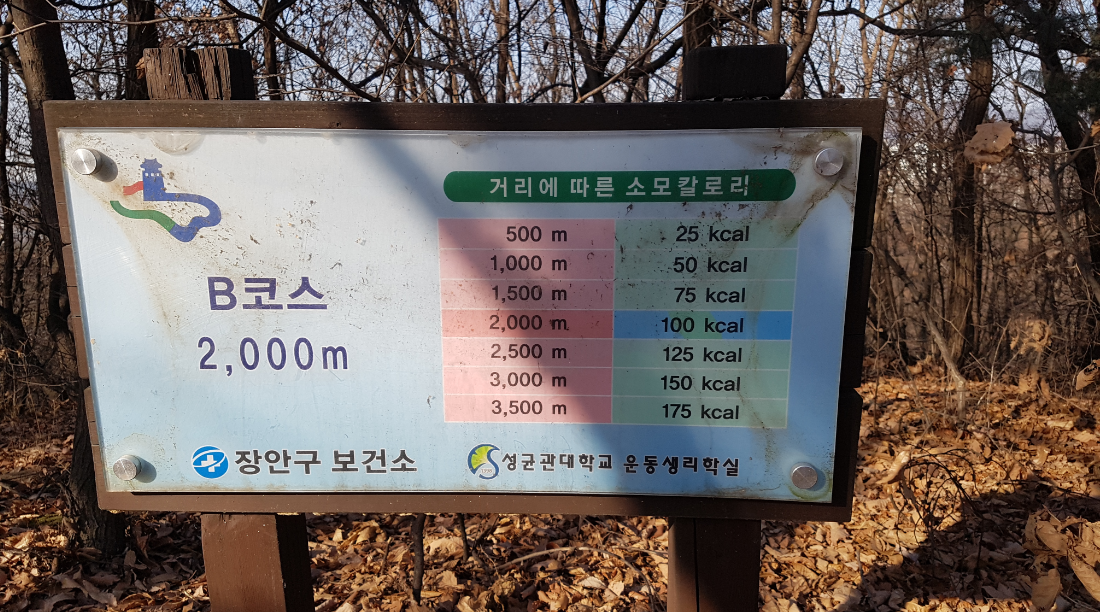 거리에 따른 소모칼로리
500 m 25 kcal
1,000 m 50 kcal
1,500 m 75 kcal
B코스
2,000 m 100 kcal
2,000m
2,500 m 125 kcal
3,000 m 150 kcal
3,500 m 175 kcal
장안구 보건소
성균관대학교 운동생리학실